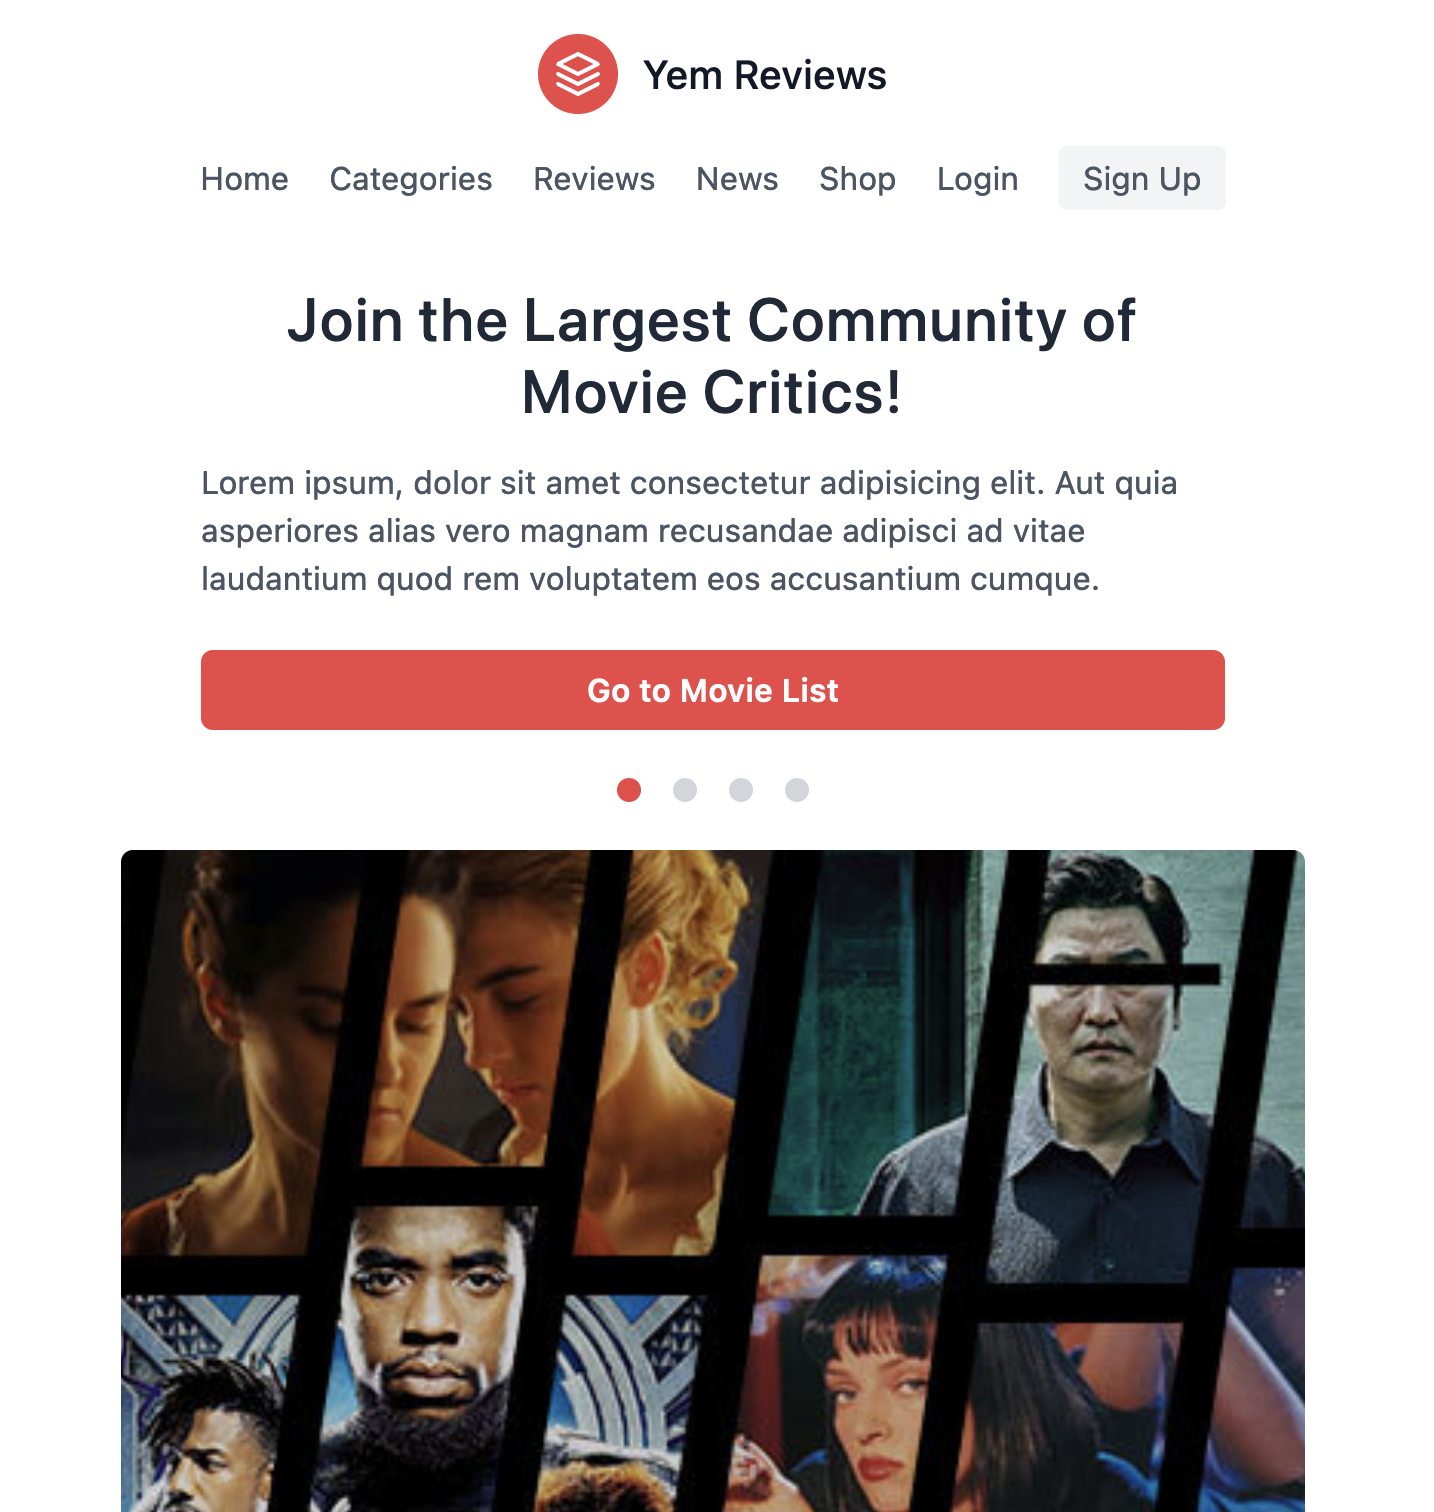 Yem Reviews
Home Categories Reviews News Shop Login Sign Up
Join the Largest Community of
Movie Critics!
Lorem ipsum, dolor sit amet consectetur adipisicing elit. Aut quia
asperiores alias vero magnam recusandae adipisci ad vitae
laudantium quod rem voluptatem eos accusantium cumque.
Go to Movie List